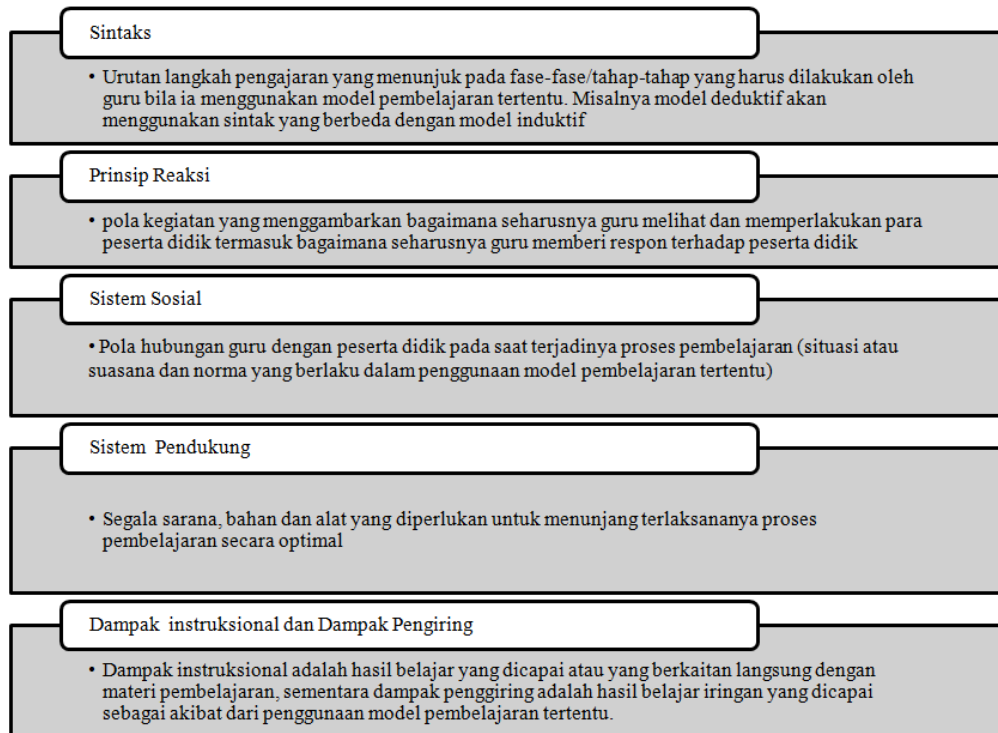 Sintaks
• Urutan langkah pengajaran yang menunjuk pada fase-fase/tahap-tahap yang harus dilakukan oleh
guru bila ia menggunakan model pembelajaran tertentu. Misalnya model deduktif akan
menggunakan sintak yang berbeda dengan model induktif
Prinsip Reaksi
• pola kegiatan yang menggambarkan bagaimana seharusnya guru melihat dan memperlakukan para
peserta didik termasuk bagaimana seharusnya guru memberi respon terhadap peserta didik
Sistem Sosial
• Pola hubungan guru dengan peserta didik pada saat terjadinya proses pembelajaran (situasi atau
suasana dan norma yang berlaku dalam penggunaan model pembelajaran tertentu)
Sistem Pendukung
• Segala sarana, bahan dan alat yang diperlukan untuk menunjang terlaksananya proses
pembelajaran secara optimal
Dampak instruksional dan Dampak Pengiring
• Dampak instruksional adalah hasil belajar yang dicapai atau yang berkaitan langsung dengan
materi pembelajaran, sementara dampak penggiring adalah hasil belajar iringan yang dicapai
sebagai akibat dari penggunaan model pembelajaran tertentu.